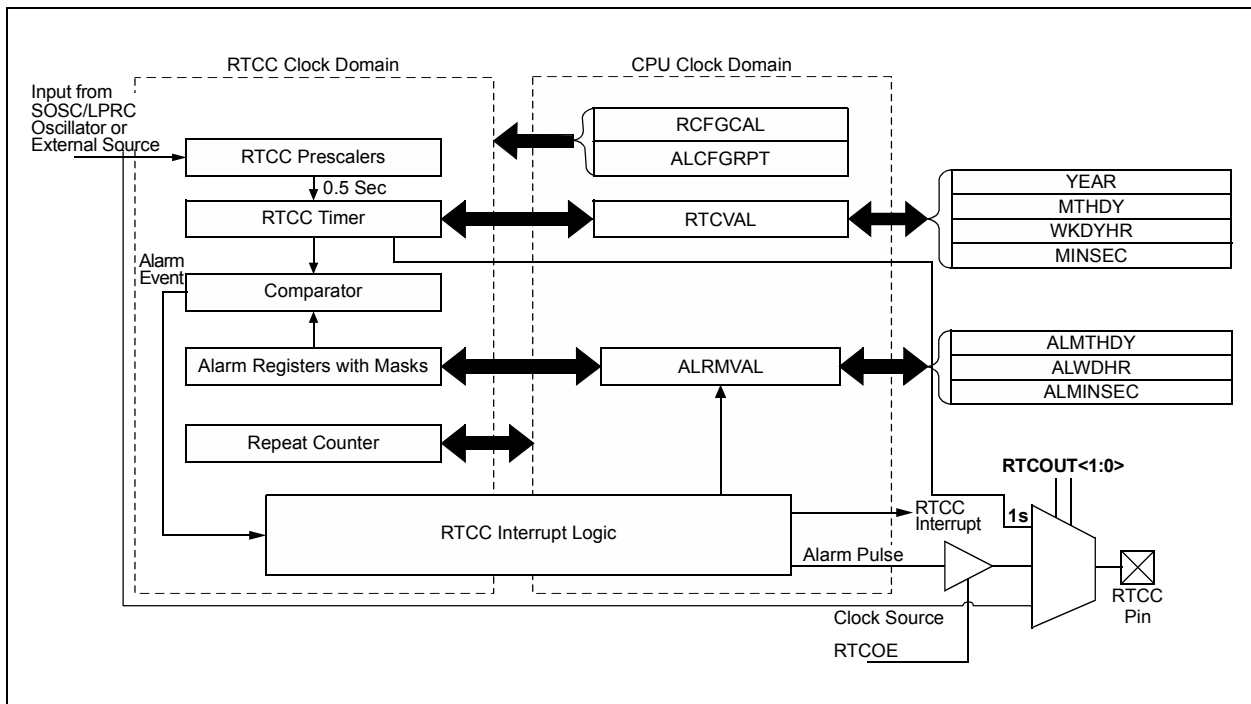 RTCC Clock Domain
CPU Clock Domain
Input from
SOSC/LPRC
Oscillator or
External Source
RCFGCAL
ALCFGRPT
RTCC Prescalers
0.5 Sec
YEAR
MTHDY
WKDYHR
MINSEC
RTCC Timer
RTCVAL
Alarm
Event
Comparator
ALMTHDY
ALWDHR
ALMINSEC
Alarm Registers with Masks
ALRMVAL
Repeat Counter
RTCOUT<1:0>
RTCC Interrupt Logic
RTCC
Interrupt
1s
Alarm Pulse
RTCC
Pin
Clock Source
RTCOE